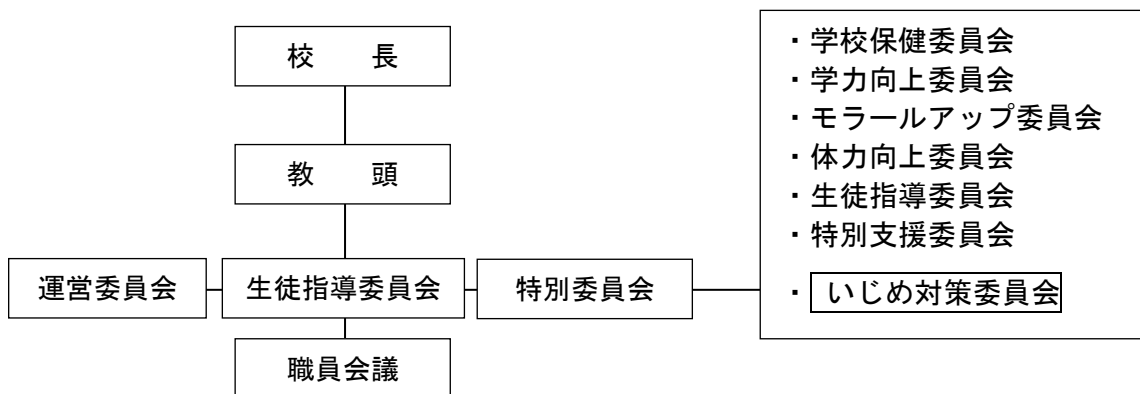 校　　長
教　　頭
運営委員会
生徒指導委員会
特別委員会
職員会議
・学校保健委員会
・学力向上委員会
・モラールアップ委員会
・体力向上委員会
・生徒指導委員会
・特別支援委員会
・いじめ対策委員会